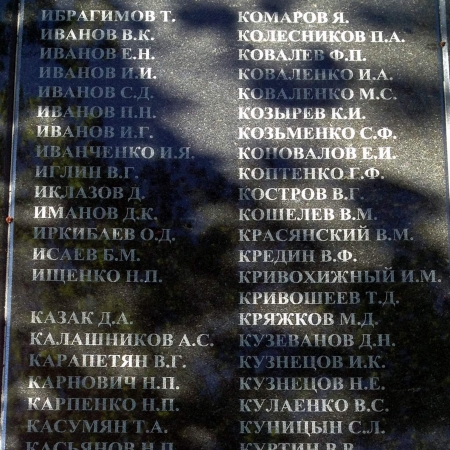 ИБРАГИМОВ Т.
ИВАНОВ В.К.
ИВАНОВ Е.Н.
ИВАНОВ И.И.
ИВАНОВ С.Д.
ИВАНОВ П.Н.
ИВАНОВ И.Г.
ИВАНЧЕНКО И.Я.
ИГЛИН В.Г.
ИКЛАЗОВ Д.
ИМАНОВ Д.К.
ИРКИБАЕВ О.Д.
ИСАЕВ Б.М.
ИЩЕНКО Н.П.
КАЗАК Д.А.
КАЛАШНИКОВ А.С.
КАРАПЕТЯН В.Г.
КАРНОВИЧ Н.П.
КАРПЕНКО Н.П.
КАСУМЯН Т.А.
КАСЬЯНОВ Н.П.
КОМАРОВ Я.
КОЛЕСНИКОВ П.А.
КОВАЛЕВ Ф.П.
КОВАЛЕНКО И.А.
КОВАЛЕНКО М.С.
КОЗЫРЕВ К.И.
КОЗЬМЕНКО С.Ф.
КОНОВАЛОВ Е.И.
КОПТЕНКО Г.Ф.
КОСТРОВ В.Г.
КОШЕЛЕВ В.М.
КРАСЯНСКИЙ В.М.
КРЕДИН В.Ф.
КРИВОХИЖНЫЙ И.М.
КРИВОШЕЕВ Т.Д.
КРЯЖКОВ М.Д.
КУЗЕВАНОВ Д.Н.
КУЗНЕЦОВ И.К.
КУЗНЕЦОВ Н.Е.
КУЛАЕНКО В.С.
КУНИЦЫН С.Л.
КУРТИН В.В.